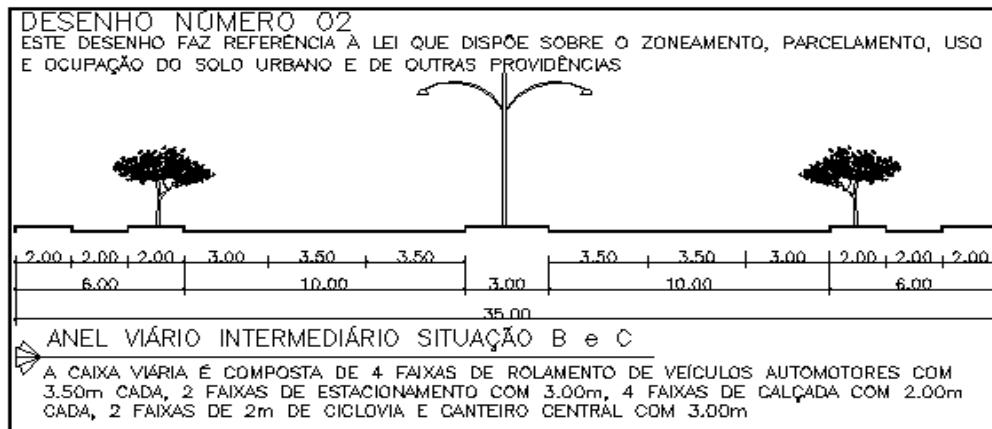 DESENHO NÚMERO 02
ESTE DESENHO FAZ REFERÊNCIA À LEI QUE DISPÕE SOBRE O ZONEAMENTO, PARCELAMENTO, USO
E OCUPAÇÃO DO SOLO URBANO E DE OUTRAS PROVIDÊNCIAS
2.00 2.00 2.00 3.00 3.50 3.50 3.50 3.50 3.00 2.00 2.00 2.00
6.00 10.00 3.00 10.00 6.00
35.00
ANEL VIÁRIO INTERMEDIÁRIO SITUAÇÃO B e C
A CAIXA VIÁRIA É COMPOSTA DE 4 FAIXAS DE ROLAMENTO DE VEÍCULOS AUTOMOTORES COM
3.50m CADA, 2 FAIXAS DE ESTACIONAMENTO COM 3.00m, 4 FAIXAS DE CALÇADA COM 2.00m
CADA, 2 FAIXAS DE 2m DE CICLOVIA E CANTEIRO CENTRAL COM 3.00m